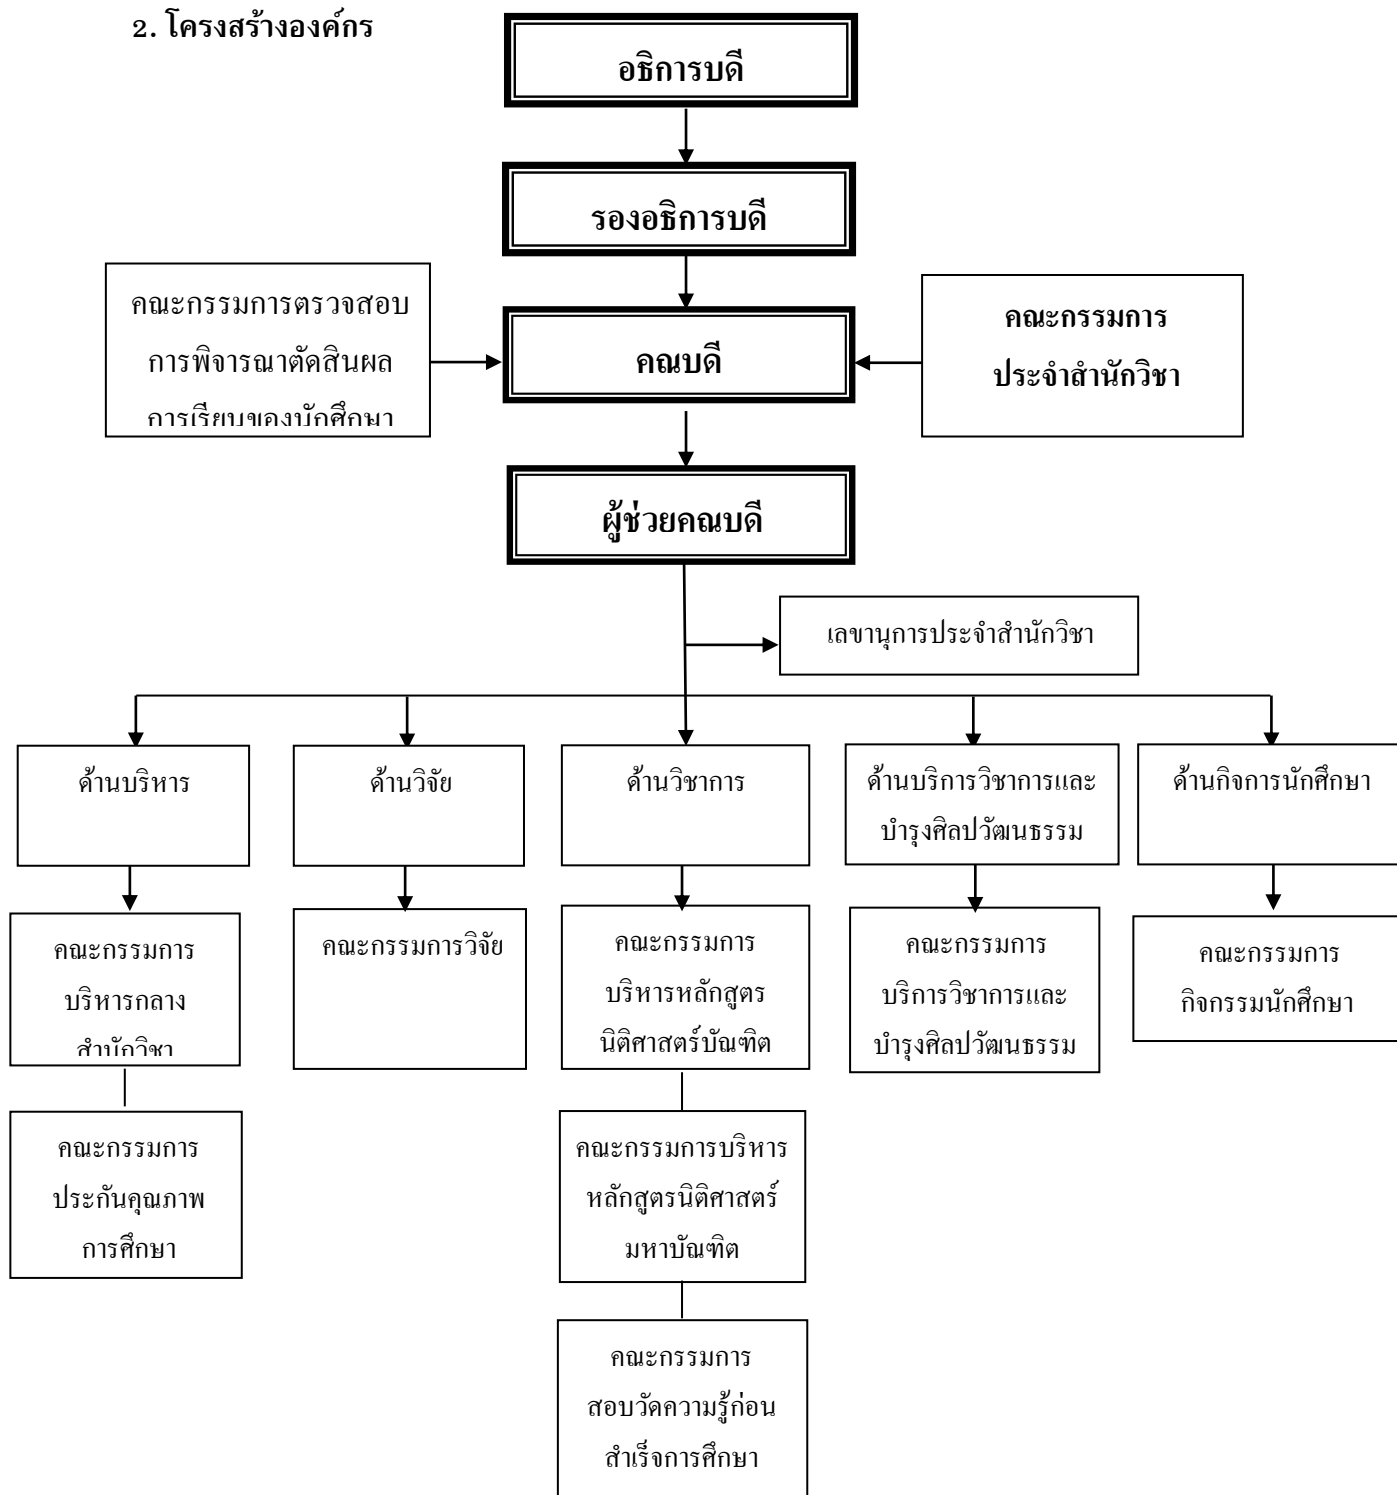 2. โครงสร้างองค์กร
อธิการบดี
รองอธิการบดี
คณะกรรมการตรวจสอบ
การพิจารณาตัดสินผล
การเรียนของนักศึกษา
คณบดี
คณะกรรมการ
ประจำสำนักวิชา
ผู้ช่วยคณบดี
เลขานุการประจำสำนักวิชา
ด้านบริหาร
ด้านวิจัย
ด้านวิชาการ
ด้านบริการวิชาการและ
บำรุงศิลปวัฒนธรรม
ด้านกิจการนักศึกษา
คณะกรรมการ
บริหารกลาง
สำนักวิชา
คณะกรรมการวิจัย
คณะกรรมการ
บริหารหลักสูตร
นิติศาสตร์บัณฑิต
คณะกรรมการ
บริการวิชาการและ
บำรุงศิลปวัฒนธรรม
คณะกรรมการ
กิจกรรมนักศึกษา
คณะกรรมการ
ประกันคุณภาพ
การศึกษา
คณะกรรมการบริหาร
หลักสูตรนิติศาสตร์
มหาบัณฑิต
คณะกรรมการ
สอบวัดความรู้ก่อน
สำเร็จการศึกษา